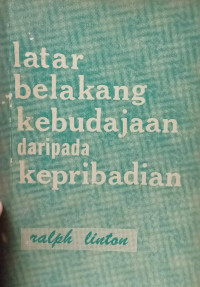 latar
belakang
kebudajaan
daripada
kepribadian
ralph linton